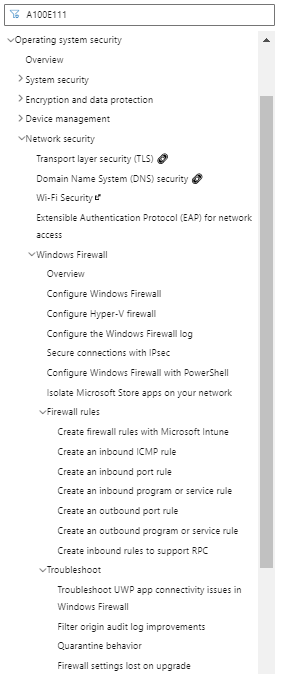 A100E111
Operating system security
Overview
System security
Encryption and data protection
Device management
Network security
Transport layer security (TLS)
Domain Name System (DNS) security
Wi-Fi Security
Extensible Authentication Protocol (EAP) for network
access
Windows Firewall
Overview
Configure Windows Firewall
Configure Hyper-V firewall
Configure the Windows Firewall log
Secure connections with IPsec
Configure Windows Firewall with PowerShell
Isolate Microsoft Store apps on your network
Firewall rules
Create firewall rules with Microsoft Intune
Create an inbound ICMP rule
Create an inbound port rule
Create an inbound program or service rule
Create an outbound port rule
Create an outbound program or service rule
Create inbound rules to support RPC
Troubleshoot
Troubleshoot UWP app connectivity issues in
Windows Firewall
Filter origin audit log improvements
Quarantine behavior
Firewall settings lost on upgrade